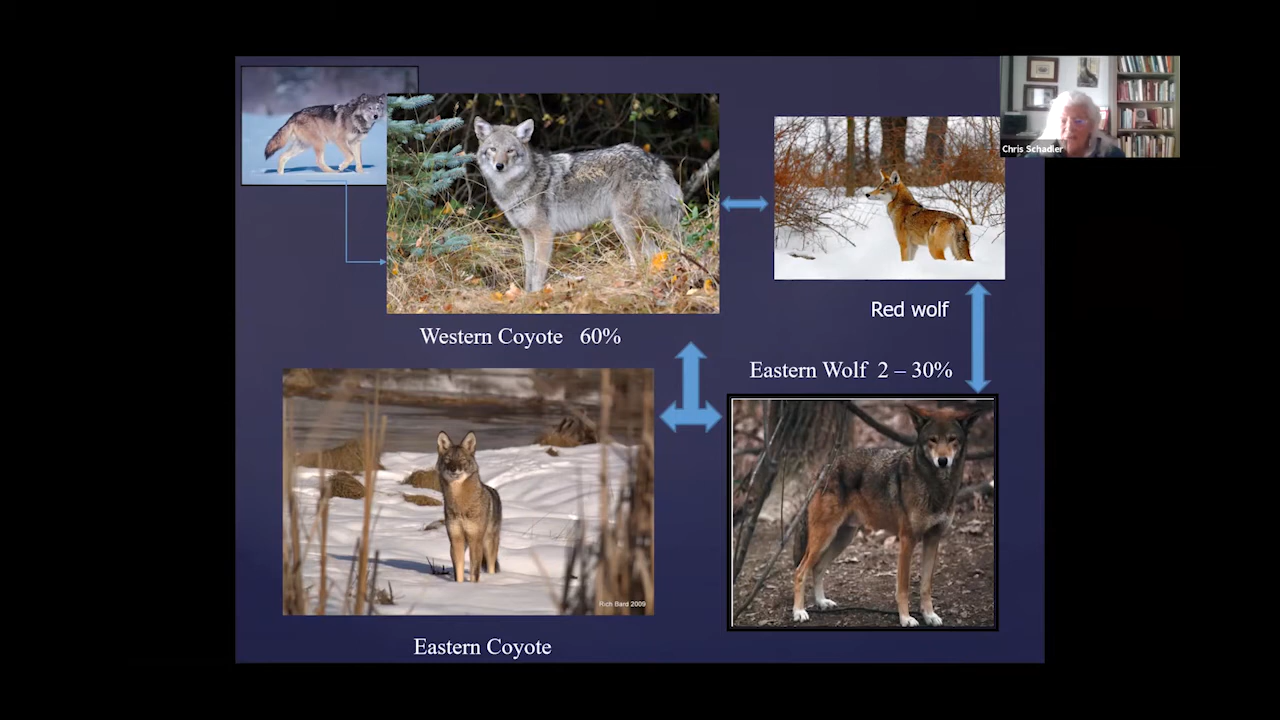 Chris Schadler
Red wolf
Western Coyote 60%
Eastern Wolf 2 – 30%
Rich Bard 2009
Eastern Coyote